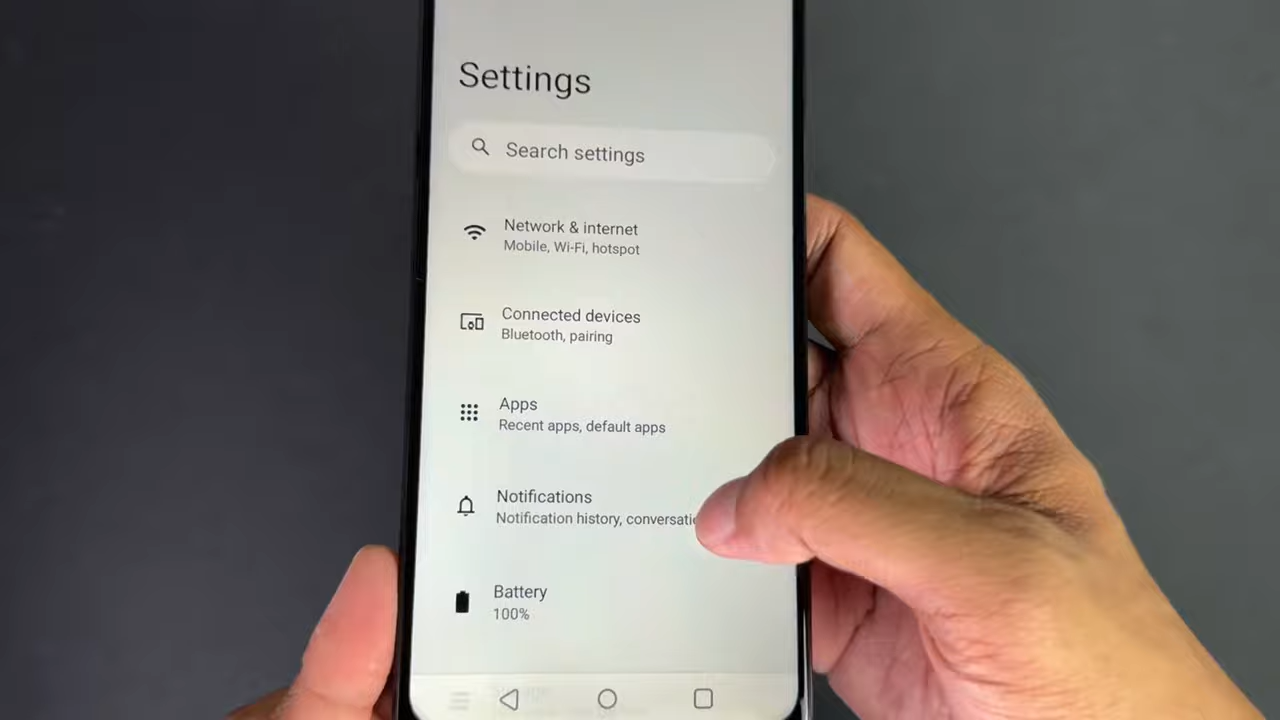 Settings
Search settings
Network & internet
Mobile, Wi-Fi, hotspot
Connected devices
Bluetooth, pairing
Apps
Recent apps, default apps
Notifications
Notification history,
Battery
100%